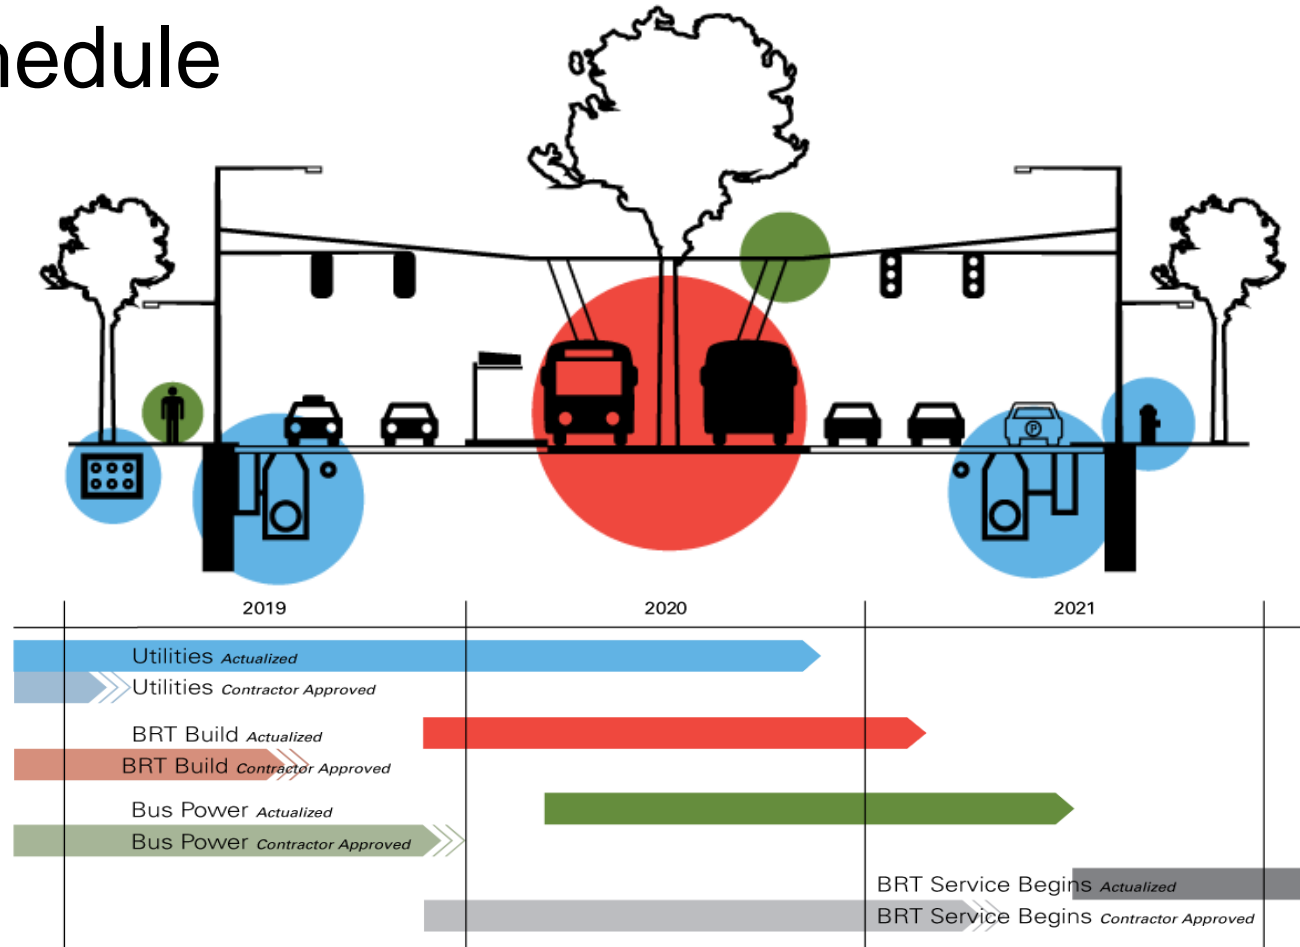 hedule
P
2019 2020 2021
Utilities Actualized
Utilities Contractor Approved
BRT Build Actualized
BRT Build Contractor Approved
Bus Power Actualized
Bus Power Contractor Approved
BRT Service Begins Actualized
BRT Service Begins Contractor Approved